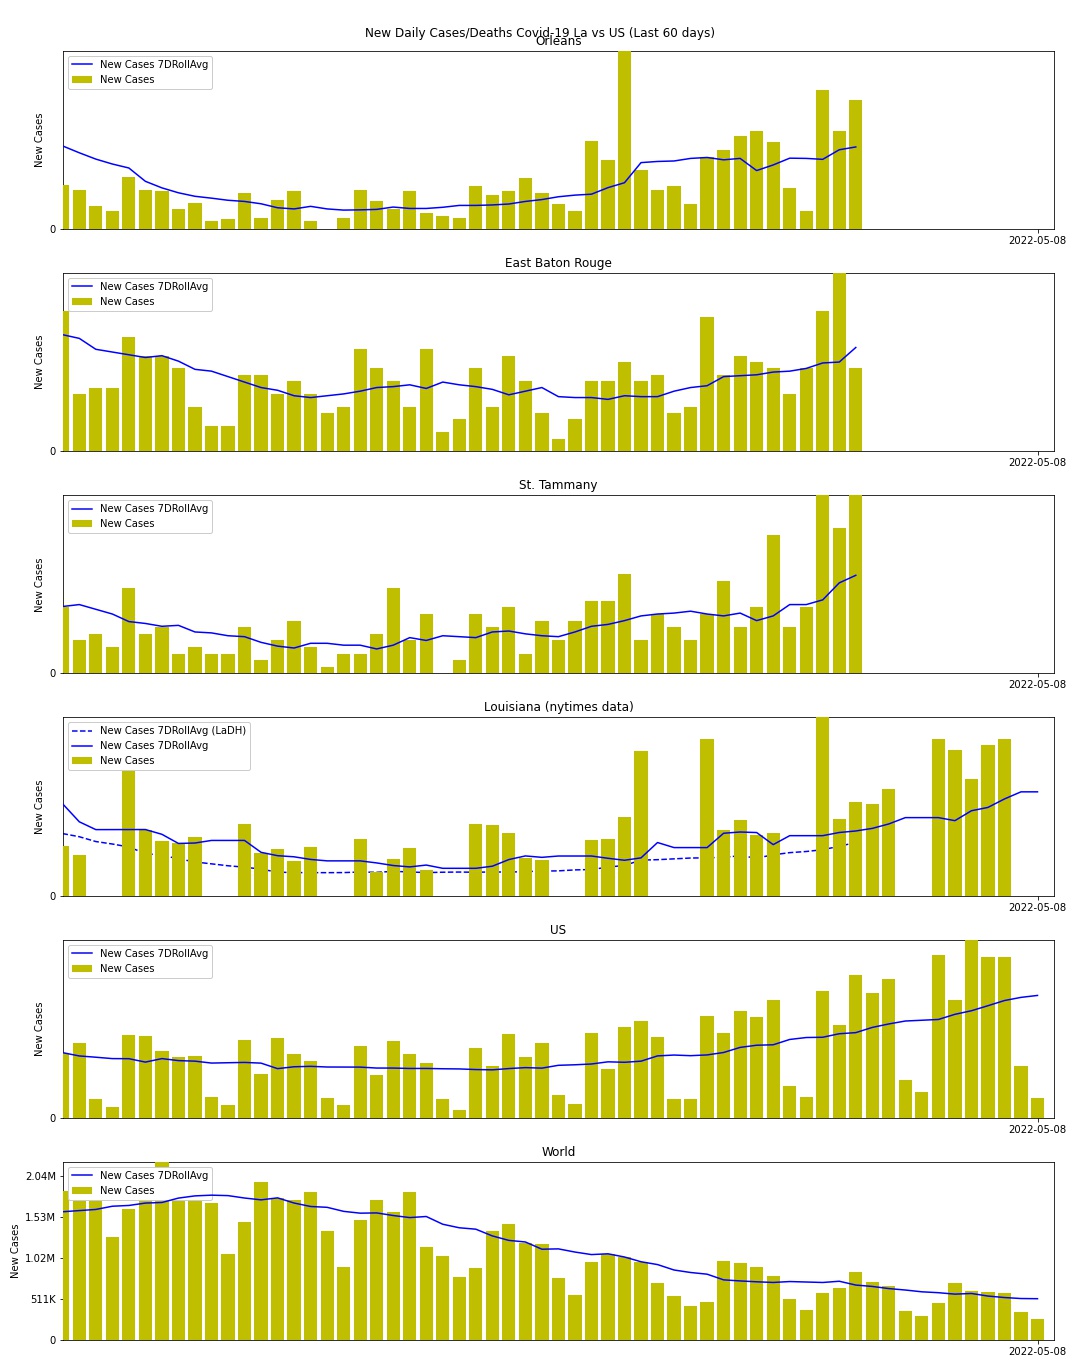 New Daily Cases/Deaths Covid-19 La vs US (Last 60 days)
Orleans
New Cases 7DRollAvg
New Cases
New Cases
0
2022-05-08
East Baton Rouge
New Cases 7DRollAvg
New Cases
New Cases
0
2022-05-08
St. Tammany
New Cases 7DRollAvg
New Cases
New Cases
0
2022-05-08
Louisiana (nytimes data)
New Cases 7DRollAvg (LaDH)
New Cases 7DRollAvg
New Cases
New Cases
0
2022-05-08
US
New Cases 7DRollAvg
New Cases
New Cases
0
2022-05-08
World
New Cases 7DRollAvg
New Cases
New Cases
2.04M
1.53M
1.02M
511K
0
2022-05-08